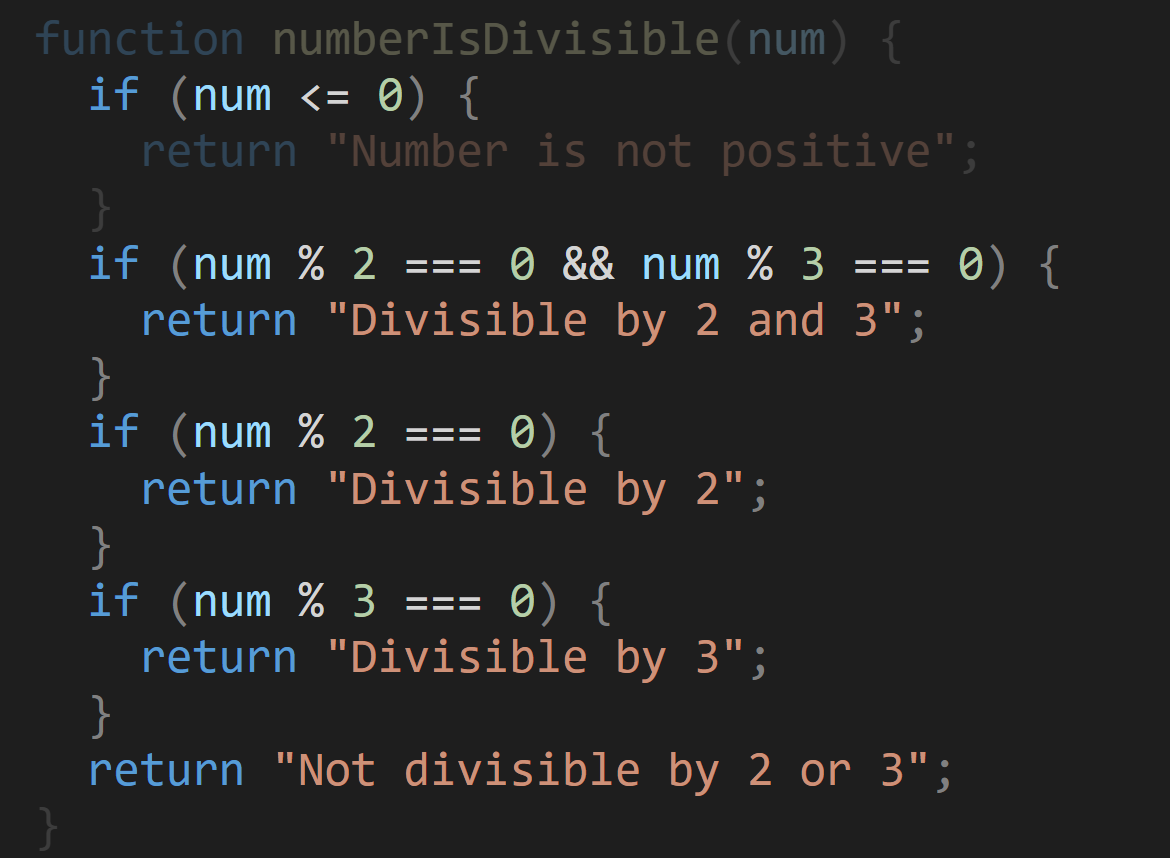 function numberIsDivisible(num) {
  if (num <= 0) {
    return "Number is not positive";
  }
  if (num % 2 === 0 && num % 3 === 0) {
    return "Divisible by 2 and 3";
  }
  if (num % 2 === 0) {
    return "Divisible by 2";
  }
  if (num % 3 === 0) {
    return "Divisible by 3";
  }
  return "Not divisible by 2 or 3";
}